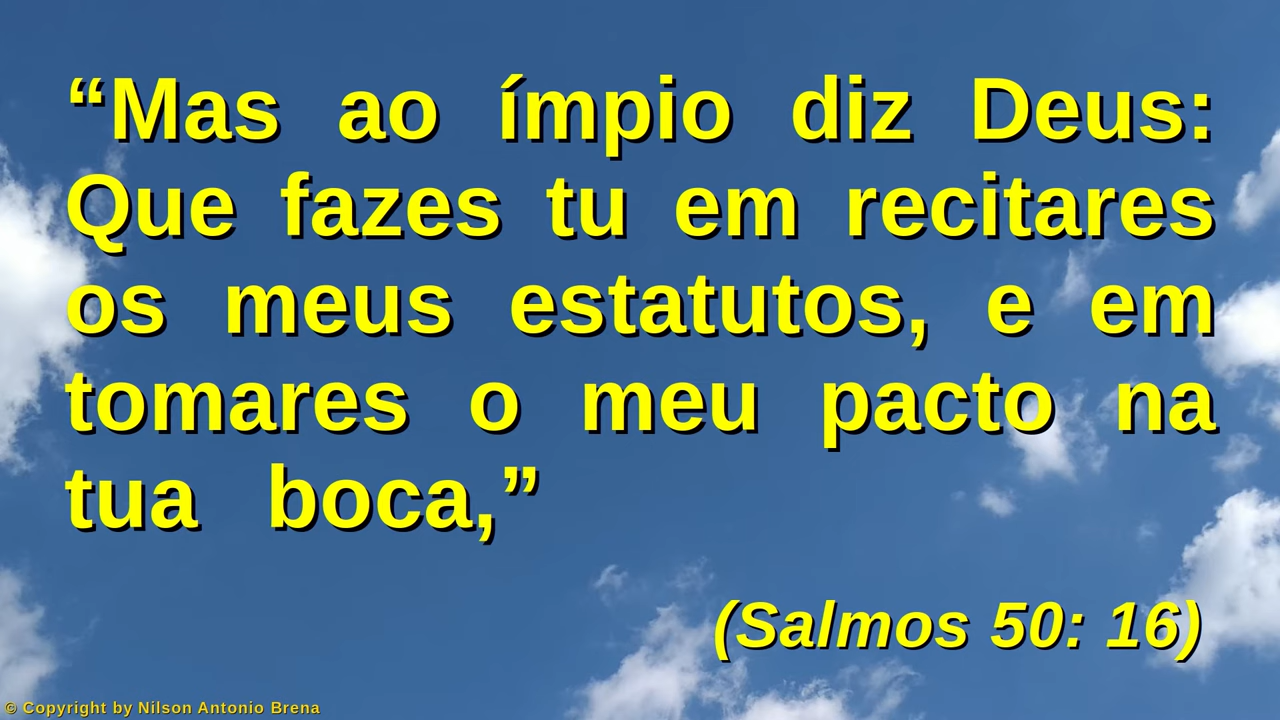 “Mas ao ímpio diz Deus:
Que fazes tu em recitares
os meus estatutos, e em
tomares o meu pacto na
tua boca,”
(Salmos 50: 16)
© Copyright by Nilson Antonio Brena